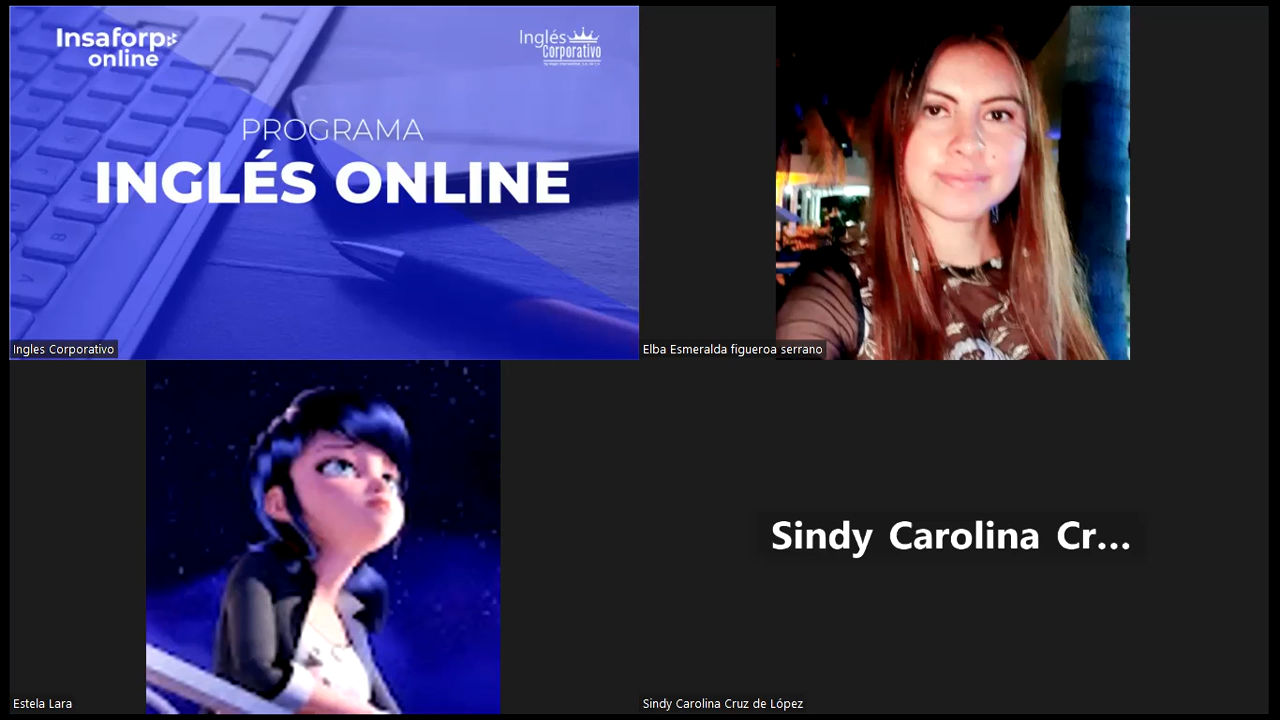 Insaforp
online
Inglés
Corporativo
PROGRAMA
INGLÉS ONLINE
Ingles Corporativo
Elba Esmeralda figueroa serrano
Sindy Carolina Cr...
Estela Lara
Sindy Carolina Cruz de López